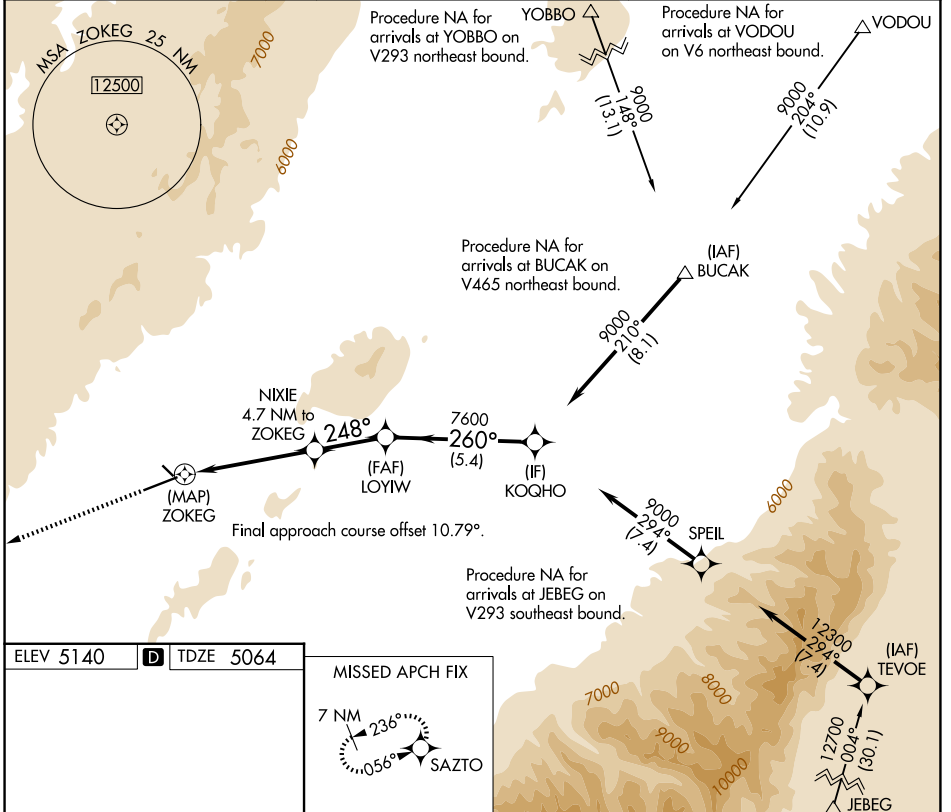 MSA ZOKEG 25 NM
12500
7000
6000
Procedure NA for
arrivals at YOBBO on
V293 northeast bound.
YOBBO
9000
148°
(13.1)
Procedure NA for
arrivals at VODOU
on V6 northeast bound.
VODOU
9000
204°
(10.9)
Procedure NA for
arrivals at BUCAK on
V465 northeast bound.
(IAF)
BUCAK
9000
210°
(8.1)
NIXIE
4.7 NM to
ZOKEG
248°
(FAF)
LOYIW
7600
260°
(5.4)
(IF)
KOQHO
(MAP)
ZOKEG
Final approach course offset 10.79°.
9000
294°
(7.4)
SPEIL
6000
Procedure NA for
arrivals at JEBEG on
V293 southeast bound.
12300
294°
(7.4)
(IAF)
TEVOE
7000
8000
9000
10000
12700
004°
(30.1)
JEBEG
ELEV 5140 D TDZE 5064
MISSED APCH FIX
7 NM
236°
056°
SAZTO